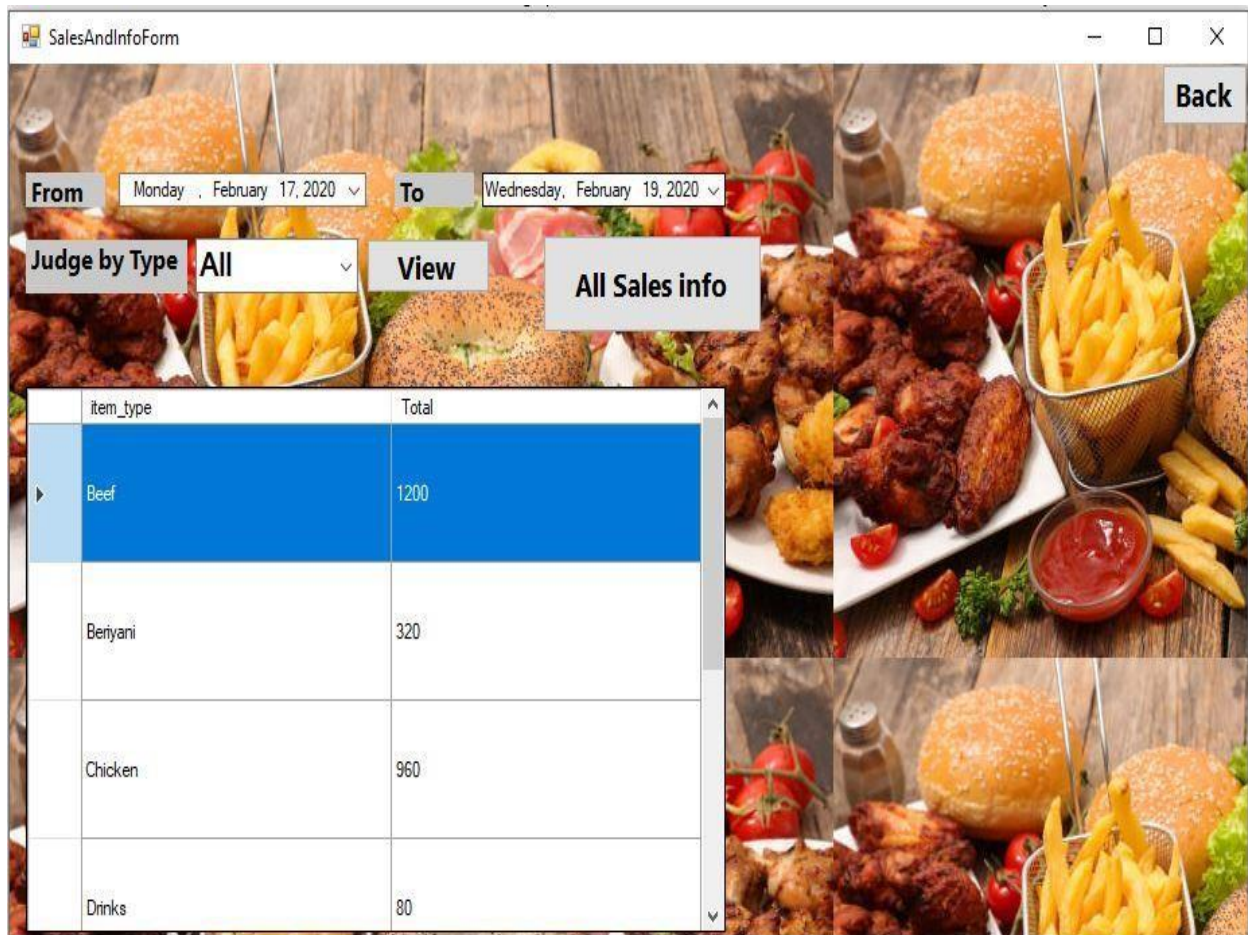 SalesAndInfoForm
Back
From Monday , February 17, 2020 To Wednesday, February 19, 2020
Judge by Type All View All Sales info
item_type Total
Beef 1200
Beriyani 320
Chicken 960
Drinks 80